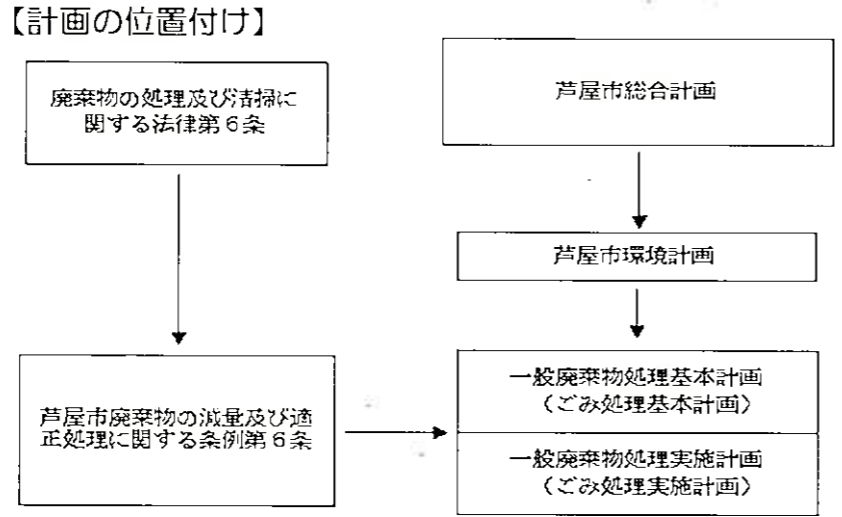 【計画の位置付け】
廃棄物の処理及び清掃に
関する法律第６条
芦屋市総合計画
芦屋市環境計画
芦屋市廃棄物の減量及び適
正処理に関する条例第６条
一般廃棄物処理基本計画
（ごみ処理基本計画）
一般廃棄物処理実施計画
（ごみ処理実施計画）